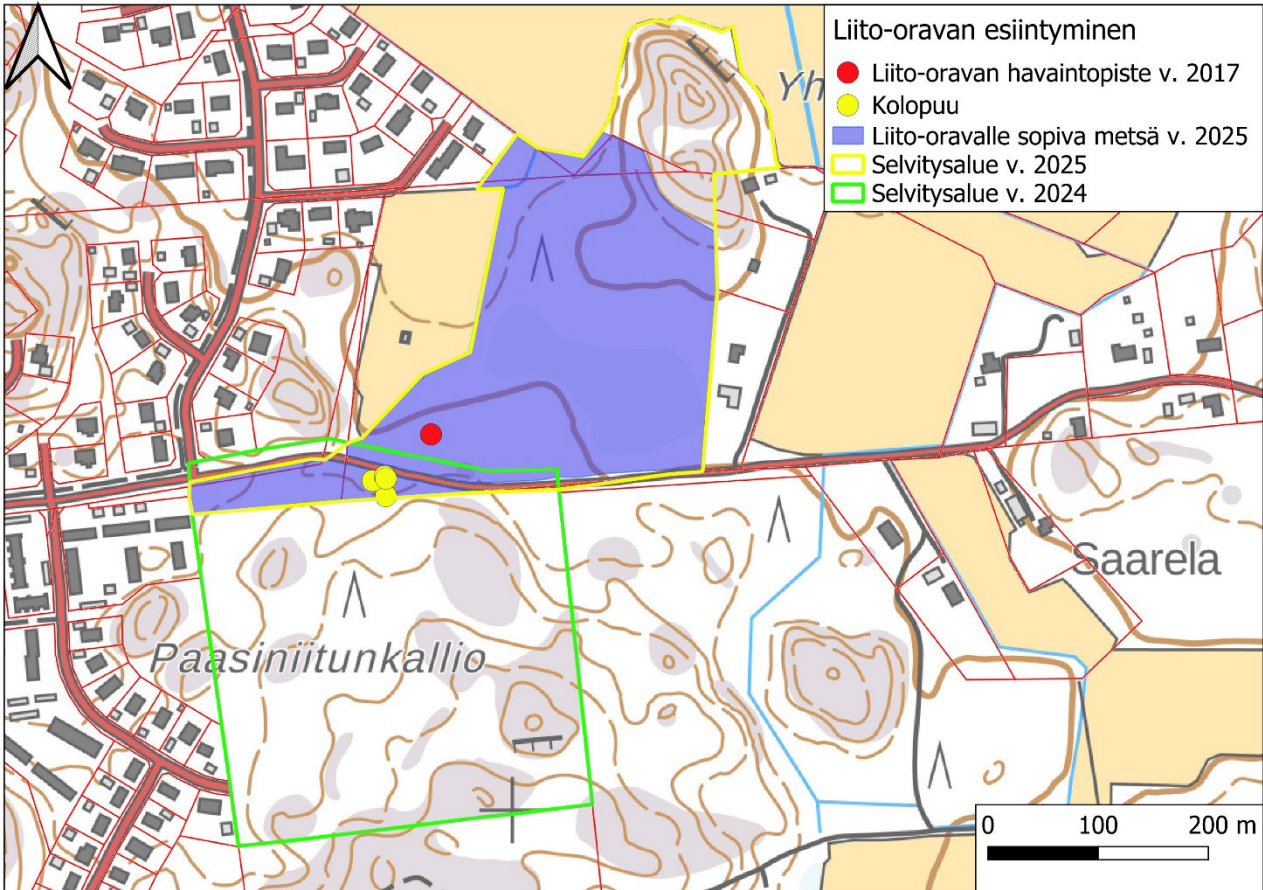 Liito-oravan esiintyminen
Liito-oravan havaintopiste v. 2017
Kolopuu
Liito-oravalle sopiva metsä v. 2025
Selvitysalue v. 2025
Selvitysalue v. 2024
Yh
Saarela
Paasiniitunkallio
0 100 200 m